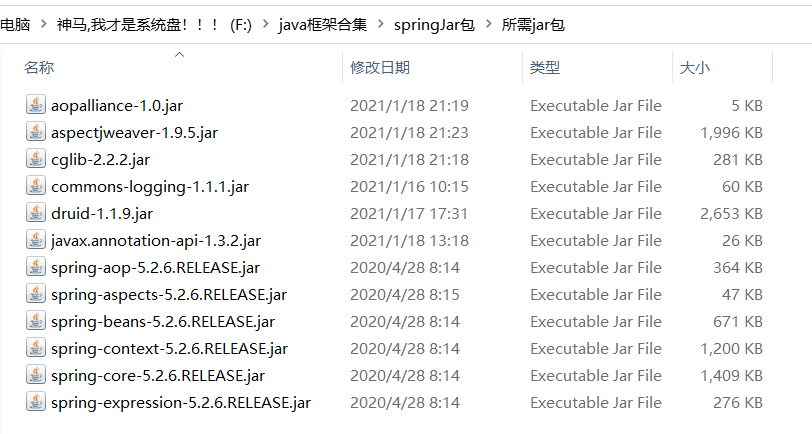 电脑 > 神马,我才是系统盘！！！ (F:) > java框架合集 > springJar包 > 所需jar包
名称 修改日期 类型 大小
aopalliance-1.0.jar 2021/1/18 21:19 Executable Jar File 5 KB
aspectjweaver-1.9.5.jar 2021/1/18 21:23 Executable Jar File 1,996 KB
cglib-2.2.2.jar 2021/1/18 21:18 Executable Jar File 281 KB
commons-logging-1.1.1.jar 2021/1/16 10:15 Executable Jar File 60 KB
druid-1.1.9.jar 2021/1/17 17:31 Executable Jar File 2,653 KB
javax.annotation-api-1.3.2.jar 2021/1/18 13:18 Executable Jar File 26 KB
spring-aop-5.2.6.RELEASE.jar 2020/4/28 8:14 Executable Jar File 364 KB
spring-aspects-5.2.6.RELEASE.jar 2020/4/28 8:15 Executable Jar File 47 KB
spring-beans-5.2.6.RELEASE.jar 2020/4/28 8:14 Executable Jar File 671 KB
spring-context-5.2.6.RELEASE.jar 2020/4/28 8:14 Executable Jar File 1,200 KB
spring-core-5.2.6.RELEASE.jar 2020/4/28 8:14 Executable Jar File 1,409 KB
spring-expression-5.2.6.RELEASE.jar 2020/4/28 8:14 Executable Jar File 276 KB